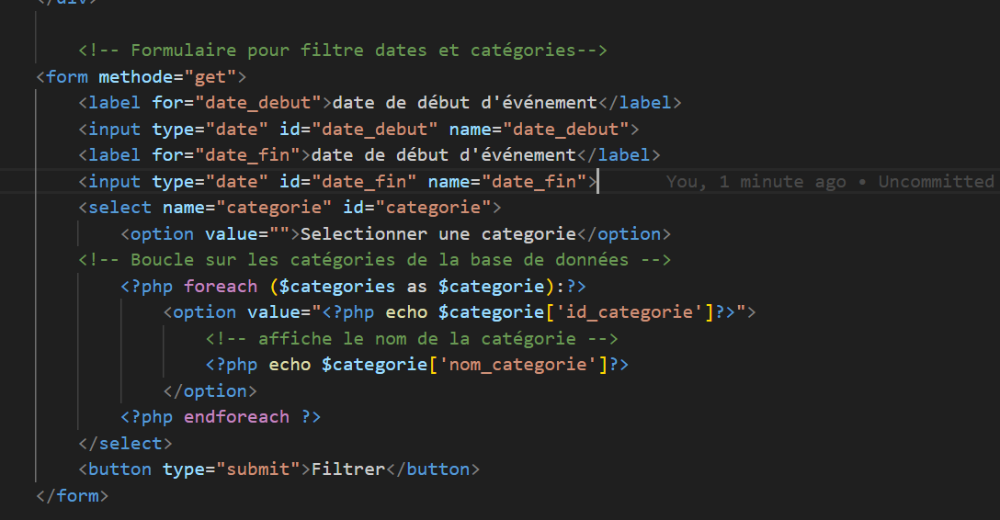 </div>
<!-- Formulaire pour filtre dates et catégories-->
<form methode="get">
<label for="date_debut">date de début d'événement</label>
<input type="date" id="date_debut" name="date_debut">
<label for="date_fin">date de début d'événement</label>
<input type="date" id="date_fin" name="date_fin"> You, 1 minute ago • Uncommitted
<select name="categorie" id="categorie">
<option value="">Selectionner une categorie</option>
<!-- Boucle sur les catégories de la base de données -->
<?php foreach ($categories as $categorie):?>
<option value="<?php echo $categorie['id_categorie']?>">
<!-- affiche le nom de la catégorie -->
<?php echo $categorie['nom_categorie']?>
</option>
<?php endforeach ?>
</select>
<button type="submit">Filtrer</button>
</form>